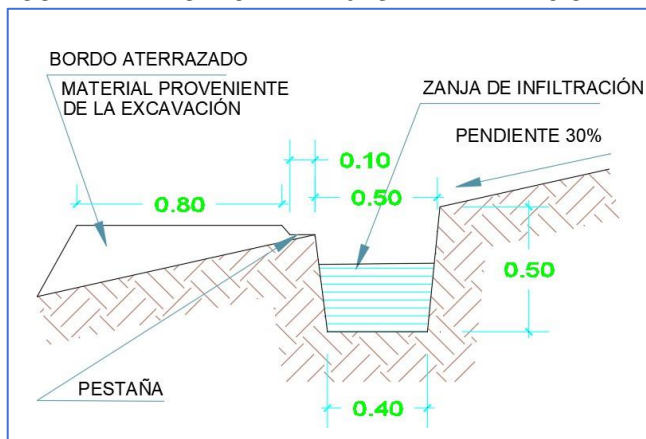 BORDO ATERRAZADO
MATERIAL PROVENIENTE
DE LA EXCAVACIÓN
ZANJA DE INFILTRACIÓN
PENDIENTE 30%
0.10
0.80
0.50
0.50
PESTAÑA
0.40